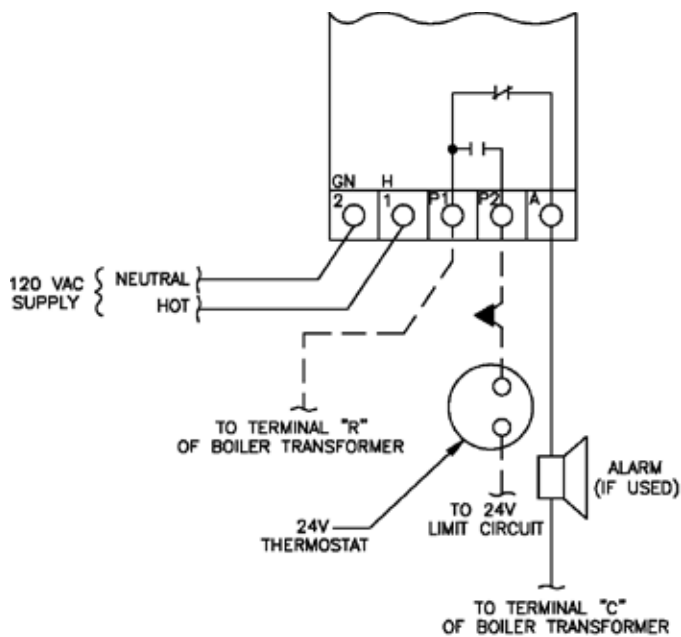 GN H
2 1 P1 P2 A
120 VAC
SUPPLY
NEUTRAL
HOT
TO TERMINAL "R"
OF BOILER TRANSFORMER
24V
THERMOSTAT
TO 24V
LIMIT CIRCUIT
ALARM
(IF USED)
TO TERMINAL "C"
OF BOILER TRANSFORMER